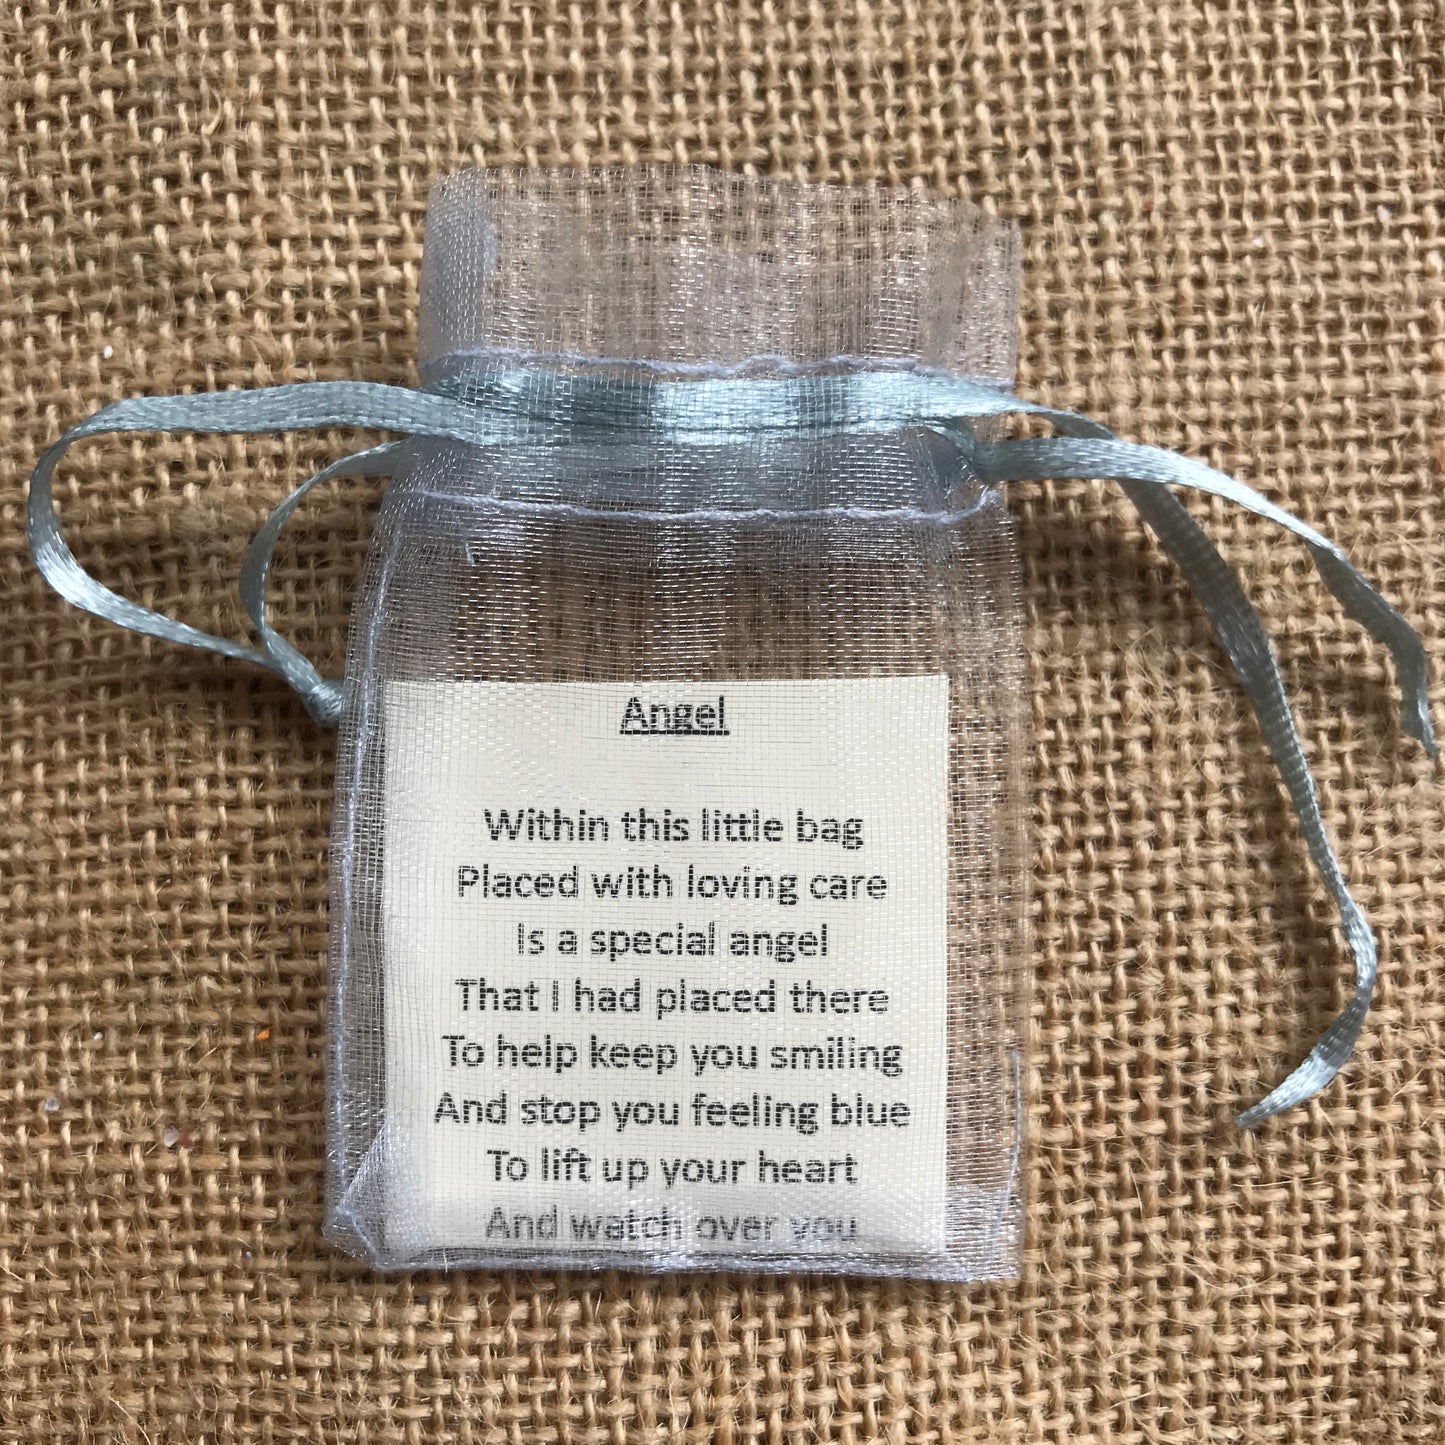 Angel
Within this little bag
Placed with loving care
Is a special angel
That I had placed there
To help keep you smiling
And stop you feeling blue
To lift up your heart
And watch over you